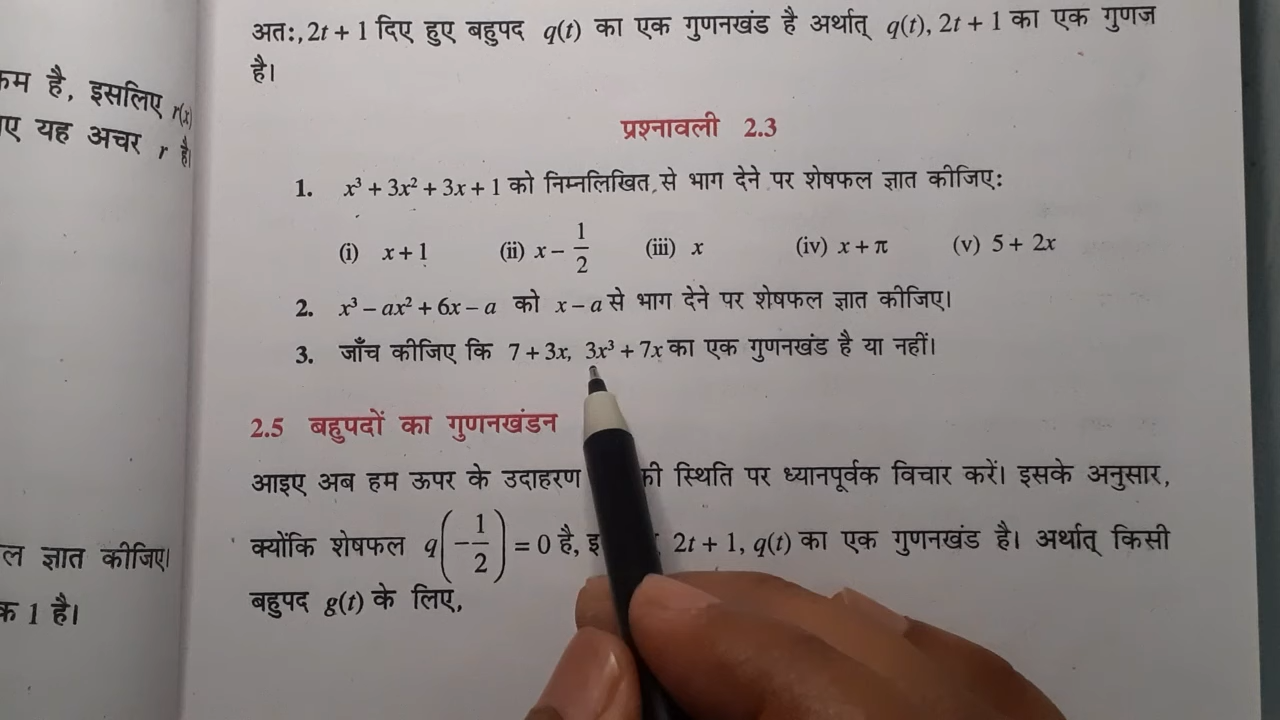 कम है, इसलिए r(x)
यह अचर r है।
ल ज्ञात कीजिए।
क 1 है।
अतः, 2t + 1 दिए हुए बहुपद q(t) का एक गुणनखंड है अर्थात् q(t), 2t + 1 का एक गुणज
है।
प्रश्नावली 2.3
1. x³ + 3x² + 3x + 1 को निम्नलिखित से भाग देने पर शेषफल ज्ञात कीजिए:
(i) x + 1 (ii) x – 1/2 (iii) x (iv) x + π (v) 5 + 2x
2. x³ – ax² + 6x – a को x – a से भाग देने पर शेषफल ज्ञात कीजिए।
3. जाँच कीजिए कि 7 + 3x, 3x³ + 7x का एक गुणनखंड है या नहीं।
2.5 बहुपदों का गुणनखंडन
आइए अब हम ऊपर के उदाहरण की स्थिति पर ध्यानपूर्वक विचार करें। इसके अनुसार,
क्योंकि शेषफल q(–1/2) = 0 है, 2t + 1, q(t) का एक गुणनखंड है। अर्थात् किसी
बहुपद g(t) के लिए,